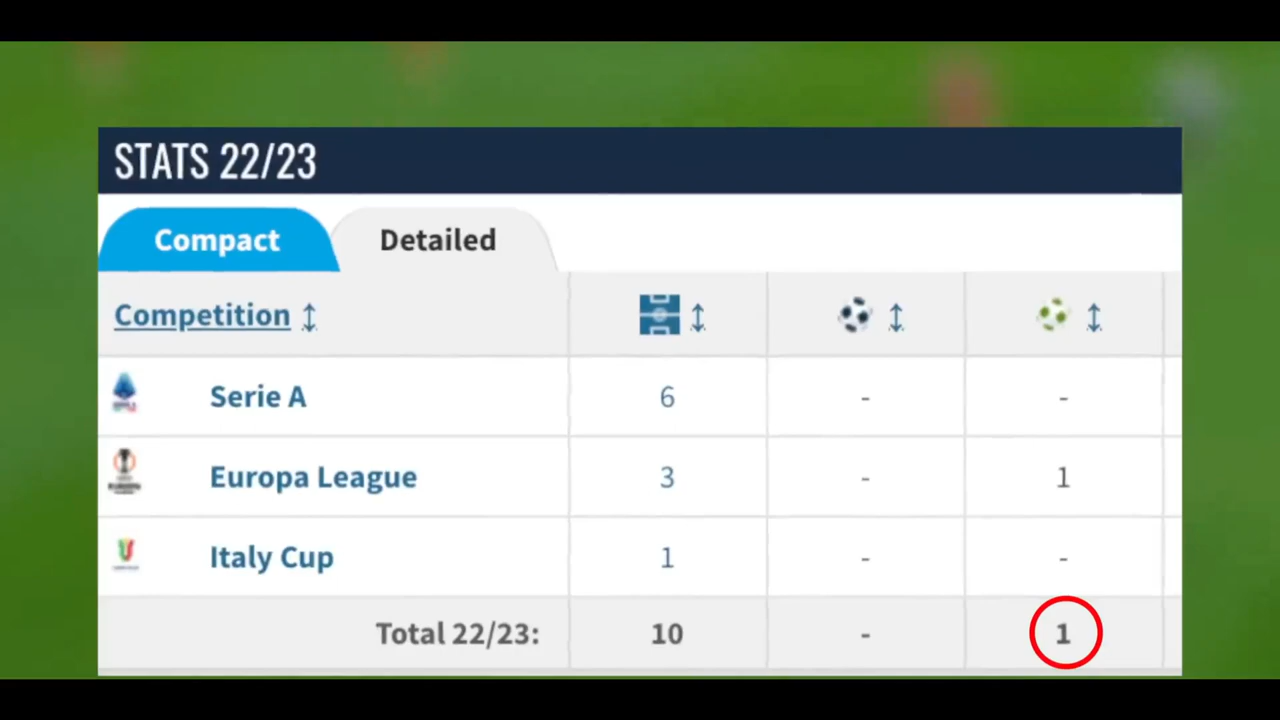 STATS 22/23
Compact Detailed
Competition
Serie A 6 - -
Europa League 3 - 1
Italy Cup 1 - -
Total 22/23: 10 - 1